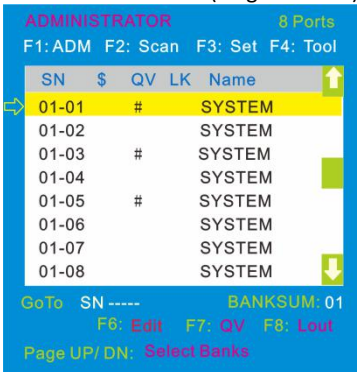 ADMINISTRATOR 8 Ports
F1: ADM F2: Scan F3: Set F4: Tool
SN $ QV LK Name
01-01 # SYSTEM
01-02 SYSTEM
01-03 # SYSTEM
01-04 SYSTEM
01-05 # SYSTEM
01-06 SYSTEM
01-07 SYSTEM
01-08 SYSTEM
GoTo SN ----- BANKSUM: 01
F6: Edit F7: QV F8: Lout
Page UP/ DN: Select Banks